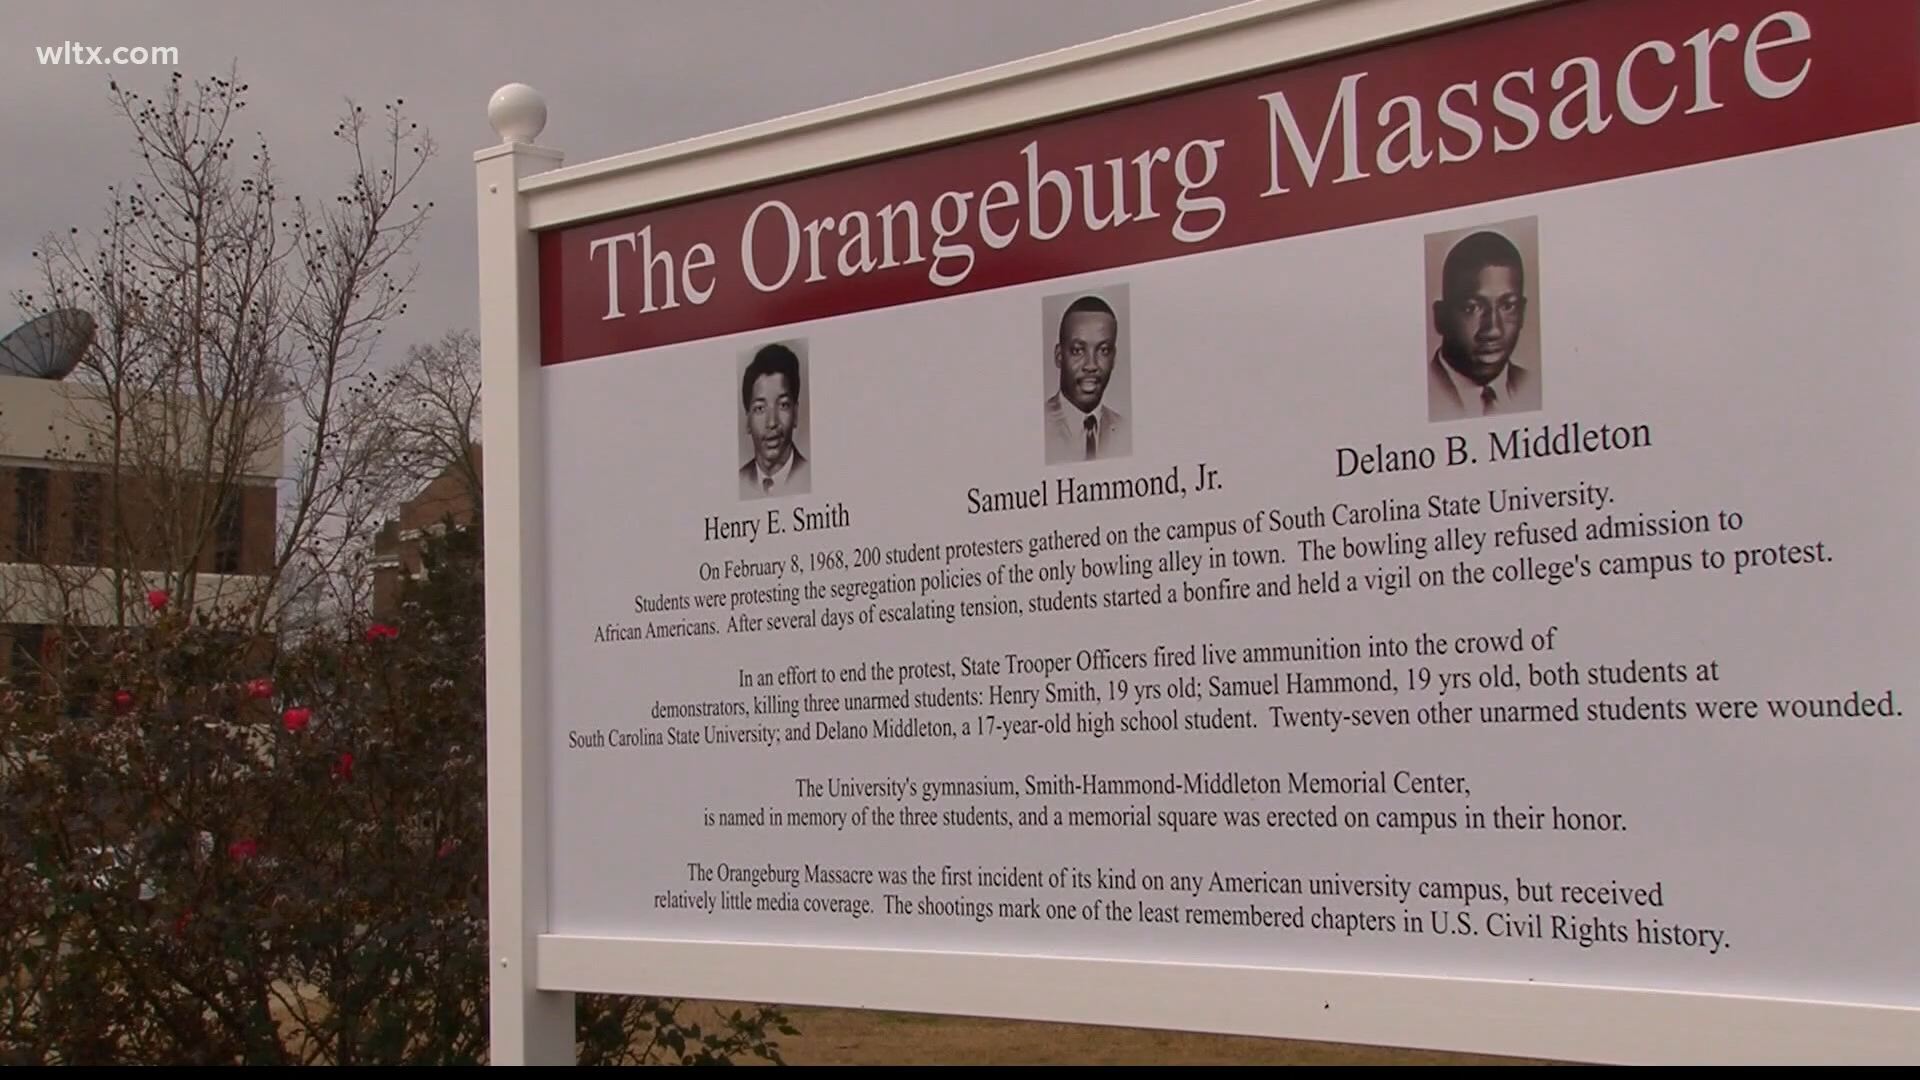 wltx.com
The Orangeburg Massacre
Henry E. Smith
Samuel Hammond, Jr.
Delano B. Middleton
On February 8, 1968, 200 student protesters gathered on the campus of South Carolina State University.
Students were protesting the segregation policies of the only bowling alley in town. The bowling alley refused admission to
African Americans. After several days of escalating tension, students started a bonfire and held a vigil on the college's campus to protest.
In an effort to end the protest, State Trooper Officers fired live ammunition into the crowd of
demonstrators, killing three unarmed students: Henry Smith, 19 yrs old; Samuel Hammond, 19 yrs old, both students at
South Carolina State University; and Delano Middleton, a 17-year-old high school student. Twenty-seven other unarmed students were wounded.
The University's gymnasium, Smith-Hammond-Middleton Memorial Center,
is named in memory of the three students, and a memorial square was erected on campus in their honor.
The Orangeburg Massacre was the first incident of its kind on any American university campus, but received
relatively little media coverage. The shootings mark one of the least remembered chapters in U.S. Civil Rights history.